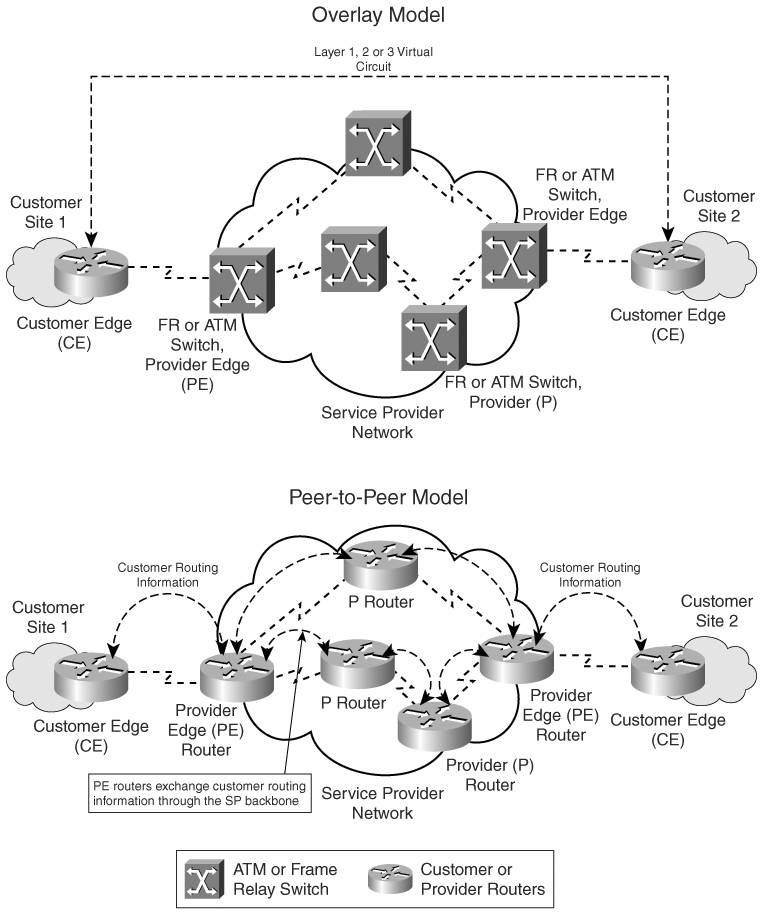 Overlay Model
Layer 1, 2 or 3 Virtual
Circuit
Customer
Site 1
FR or ATM
Switch,
Provider Edge
Customer
Site 2
Customer Edge
(CE)
FR or ATM
Switch,
Provider Edge
(PE)
Customer Edge
(CE)
FR or ATM Switch,
Provider (P)
Service Provider
Network
Peer-to-Peer Model
Customer Routing
Information
Customer Routing
Information
P Router
Customer
Site 1
Customer
Site 2
P Router
Customer Edge
(CE)
Provider
Edge (PE)
Router
Provider
Edge (PE)
Router
Customer Edge
(CE)
Provider (P)
Router
PE routers exchange customer routing
information through the SP backbone
Service Provider
Network
ATM or Frame
Relay Switch
Customer or
Provider Routers